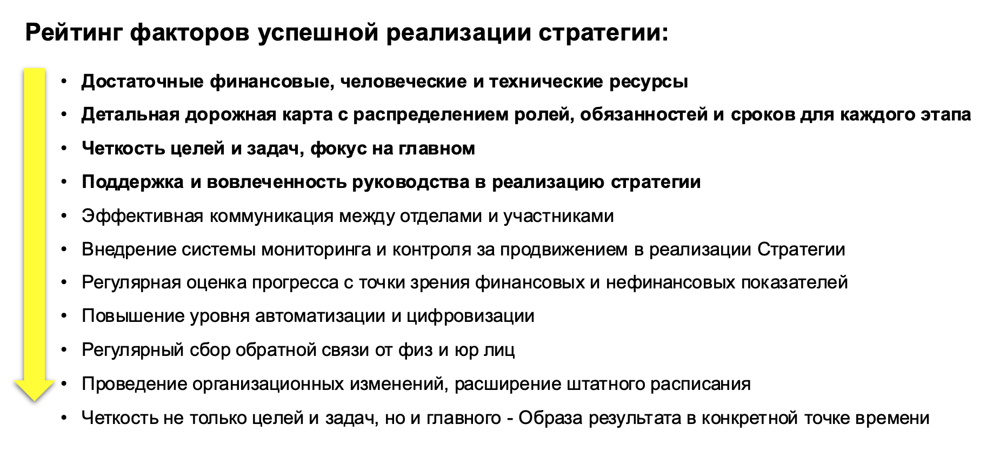 Рейтинг факторов успешной реализации стратегии:
• Достаточные финансовые, человеческие и технические ресурсы
• Детальная дорожная карта с распределением ролей, обязанностей и сроков для каждого этапа
• Четкость целей и задач, фокус на главном
• Поддержка и вовлеченность руководства в реализацию стратегии
• Эффективная коммуникация между отделами и участниками
• Внедрение системы мониторинга и контроля за продвижением в реализации Стратегии
• Регулярная оценка прогресса с точки зрения финансовых и нефинансовых показателей
• Повышение уровня автоматизации и цифровизации
• Регулярный сбор обратной связи от физ и юр лиц
• Проведение организационных изменений, расширение штатного расписания
• Четкость не только целей и задач, но и главного - Образа результата в конкретной точке времени